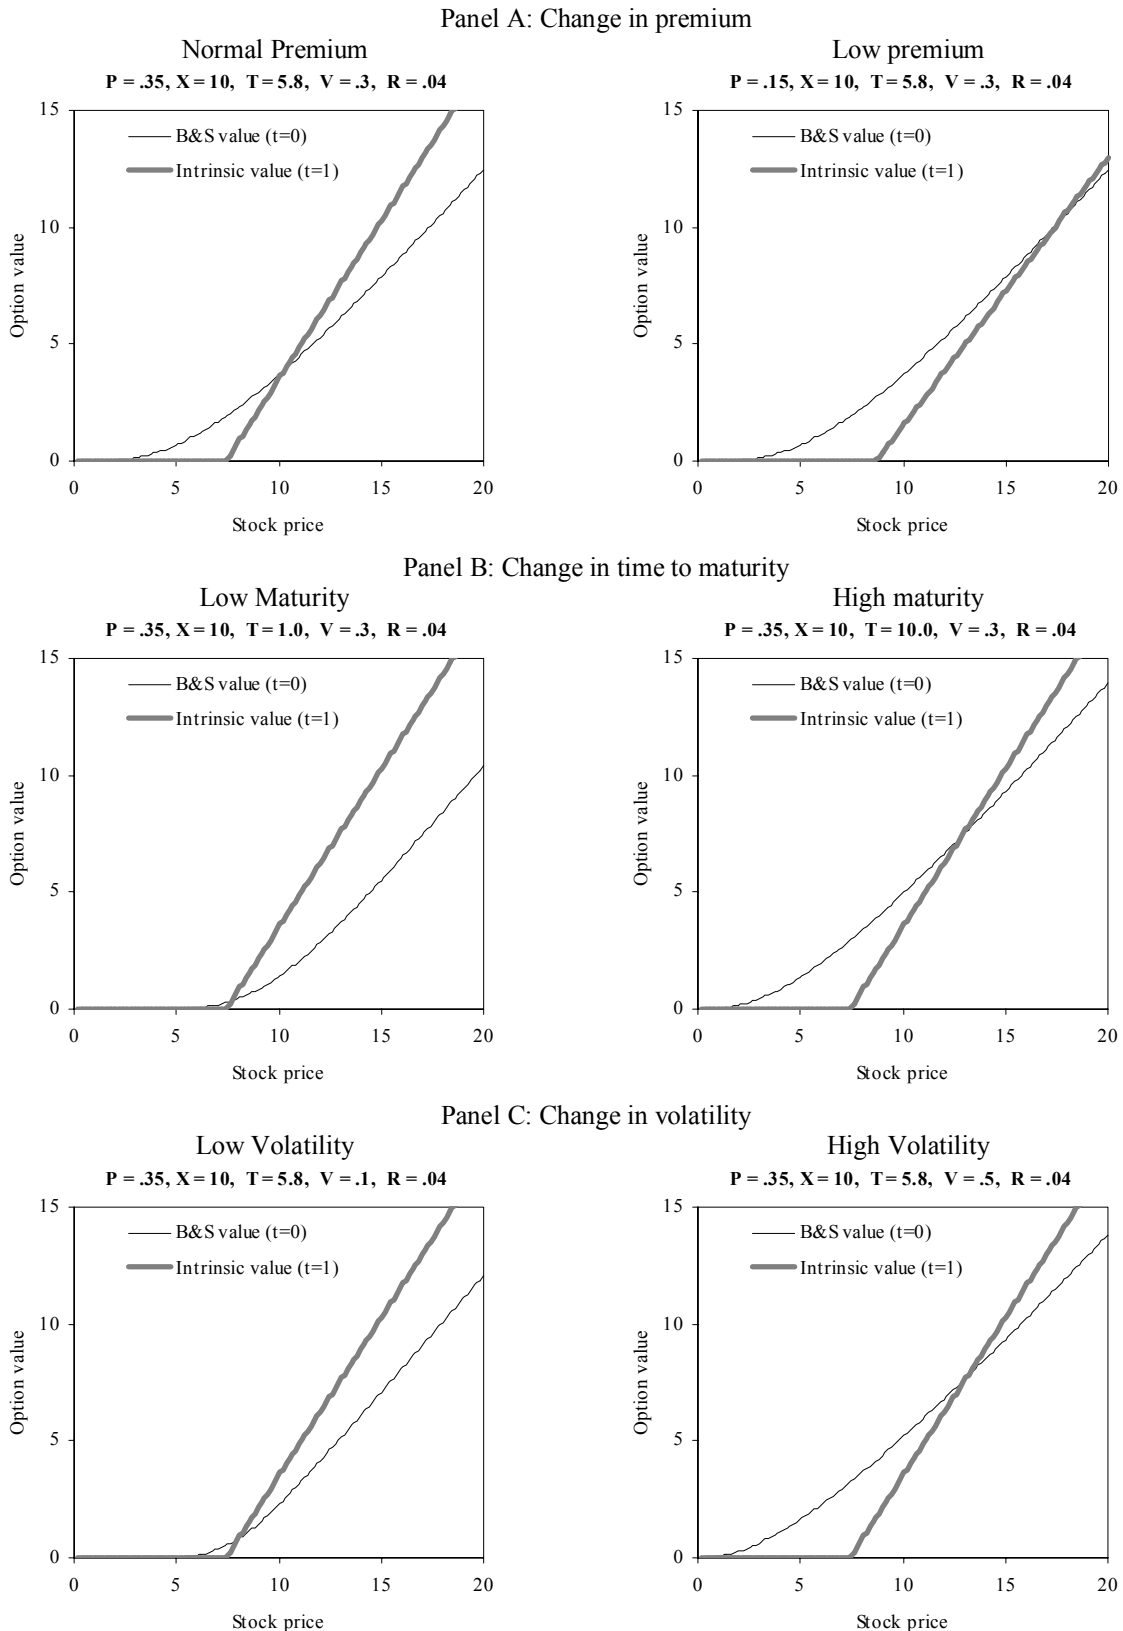 Panel A: Change in premium
Normal Premium
P = .35, X = 10, T = 5.8, V = .3, R = .04
15
10
5
0
Option value
B&S value (t=0)
Intrinsic value (t=1)
0 5 10 15 20
Stock price
Low premium
P = .15, X = 10, T = 5.8, V = .3, R = .04
15
10
5
0
Option value
B&S value (t=0)
Intrinsic value (t=1)
0 5 10 15 20
Stock price
Panel B: Change in time to maturity
Low Maturity
P = .35, X = 10, T = 1.0, V = .3, R = .04
15
10
5
0
Option value
B&S value (t=0)
Intrinsic value (t=1)
0 5 10 15 20
Stock price
High maturity
P = .35, X = 10, T = 10.0, V = .3, R = .04
15
10
5
0
Option value
B&S value (t=0)
Intrinsic value (t=1)
0 5 10 15 20
Stock price
Panel C: Change in volatility
Low Volatility
P = .35, X = 10, T = 5.8, V = .1, R = .04
15
10
5
0
Option value
B&S value (t=0)
Intrinsic value (t=1)
0 5 10 15 20
Stock price
High Volatility
P = .35, X = 10, T = 5.8, V = .5, R = .04
15
10
5
0
Option value
B&S value (t=0)
Intrinsic value (t=1)
0 5 10 15 20
Stock price